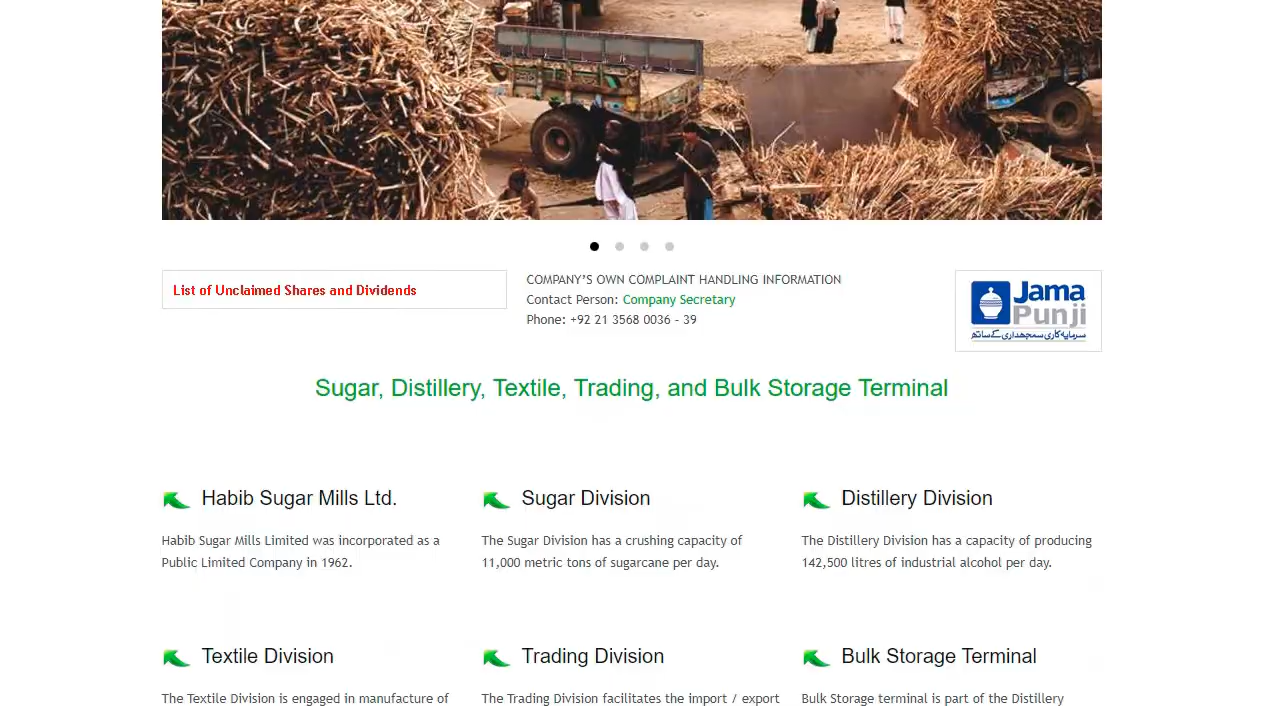 List of Unclaimed Shares and Dividends
COMPANY'S OWN COMPLAINT HANDLING INFORMATION
Contact Person: Company Secretary
Phone: +92 21 3568 0036 - 39
Jama
Punji
سرمایہ کاری سمجھداری کے ساتھ
Sugar, Distillery, Textile, Trading, and Bulk Storage Terminal
Habib Sugar Mills Ltd.
Habib Sugar Mills Limited was incorporated as a
Public Limited Company in 1962.
Sugar Division
The Sugar Division has a crushing capacity of
11,000 metric tons of sugarcane per day.
Distillery Division
The Distillery Division has a capacity of producing
142,500 litres of industrial alcohol per day.
Textile Division
The Textile Division is engaged in manufacture of
Trading Division
The Trading Division facilitates the import / export
Bulk Storage Terminal
Bulk Storage terminal is part of the Distillery